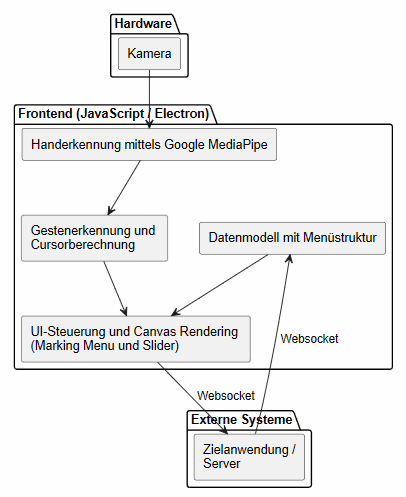 Hardware
Kamera
Frontend (JavaScript / Electron)
Handerkennung mittels Google MediaPipe
Gestenerkennung und
Cursorberechnung
Datenmodell mit Menüstruktur
UI-Steuerung und Canvas Rendering
(Marking Menu und Slider)
Websocket
Websocket
Externe Systeme
Zielanwendung /
Server